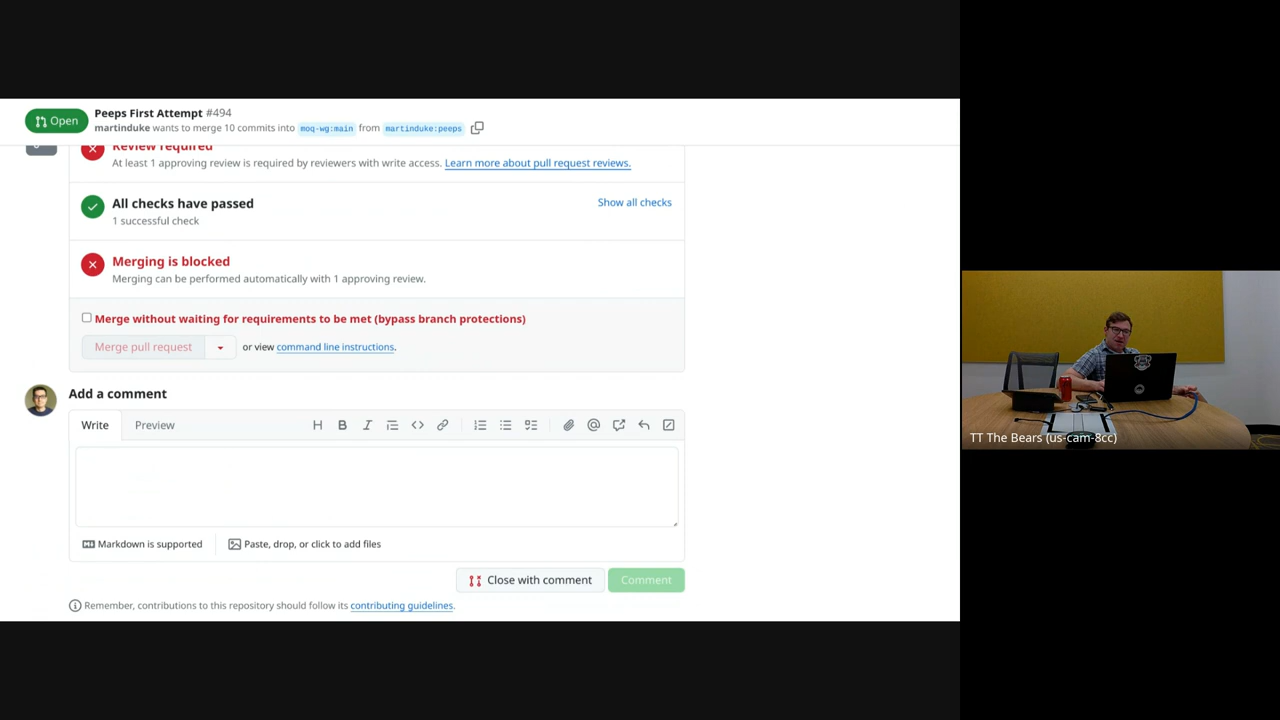 Open
Peeps First Attempt #494
martinduke wants to merge 10 commits into moq-wg:main from martinduke:peeps
Review required
At least 1 approving review is required by reviewers with write access. Learn more about pull request reviews.
All checks have passed
Show all checks
1 successful check
Merging is blocked
Merging can be performed automatically with 1 approving review.
Merge without waiting for requirements to be met (bypass branch protections)
Merge pull request
or view command line instructions.
Add a comment
Write
Preview
Markdown is supported
Paste, drop, or click to add files
Close with comment
Comment
Remember, contributions to this repository should follow its contributing guidelines.
TT The Bears (us-cam-8cc)